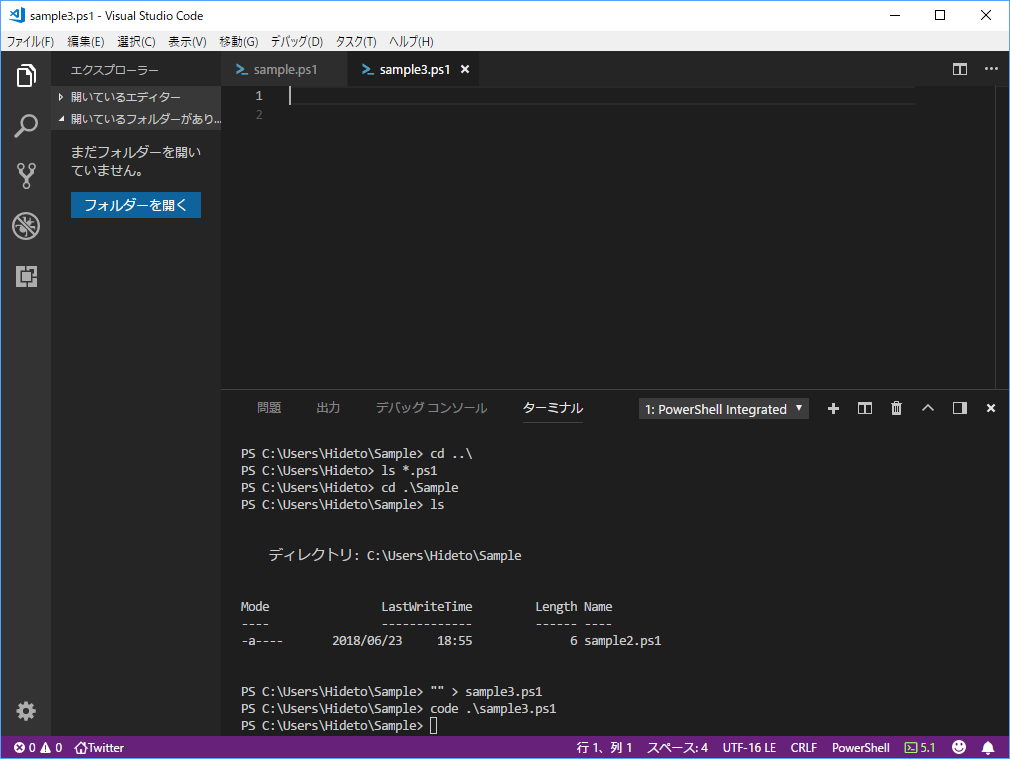 sample3.ps1 - Visual Studio Code
ファイル(F) 編集(E) 選択(C) 表示(V) 移動(G) デバッグ(D) タスク(T) ヘルプ(H)
エクスプローラー
sample.ps1 sample3.ps1
開いているエディター
開いているフォルダーがあり...
まだフォルダーを開い
ていません。
フォルダーを開く
1
2
問題 出力 デバッグ コンソール ターミナル 1: PowerShell Integrated
PS C:\Users\Hideto\Sample> cd ..\
PS C:\Users\Hideto> ls *.ps1
PS C:\Users\Hideto> cd .\Sample
PS C:\Users\Hideto\Sample> ls
ディレクトリ: C:\Users\Hideto\Sample
Mode LastWriteTime Length Name
---- ------------- ------ ----
-a---- 2018/06/23 18:55 6 sample2.ps1
PS C:\Users\Hideto\Sample> "" > sample3.ps1
PS C:\Users\Hideto\Sample> code .\sample3.ps1
PS C:\Users\Hideto\Sample>
0 0 Twitter 行 1、列 1 スペース: 4 UTF-16 LE CRLF PowerShell 5.1